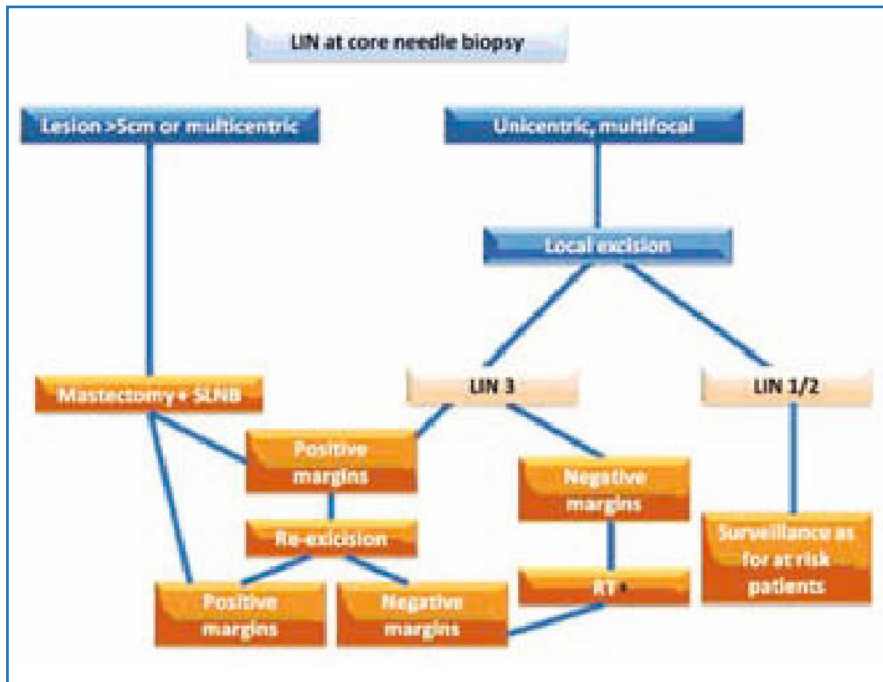 LIN at core needle biopsy
Lesion >5cm or multicentric
Unicentric, multifocal
Local excision
Mastectomy + SLNB
LIN 3
LIN 1/2
Positive
margins
Negative
margins
Re-exicision
Surveillance as
for at risk
patients
RT*
Positive
margins
Negative
margins